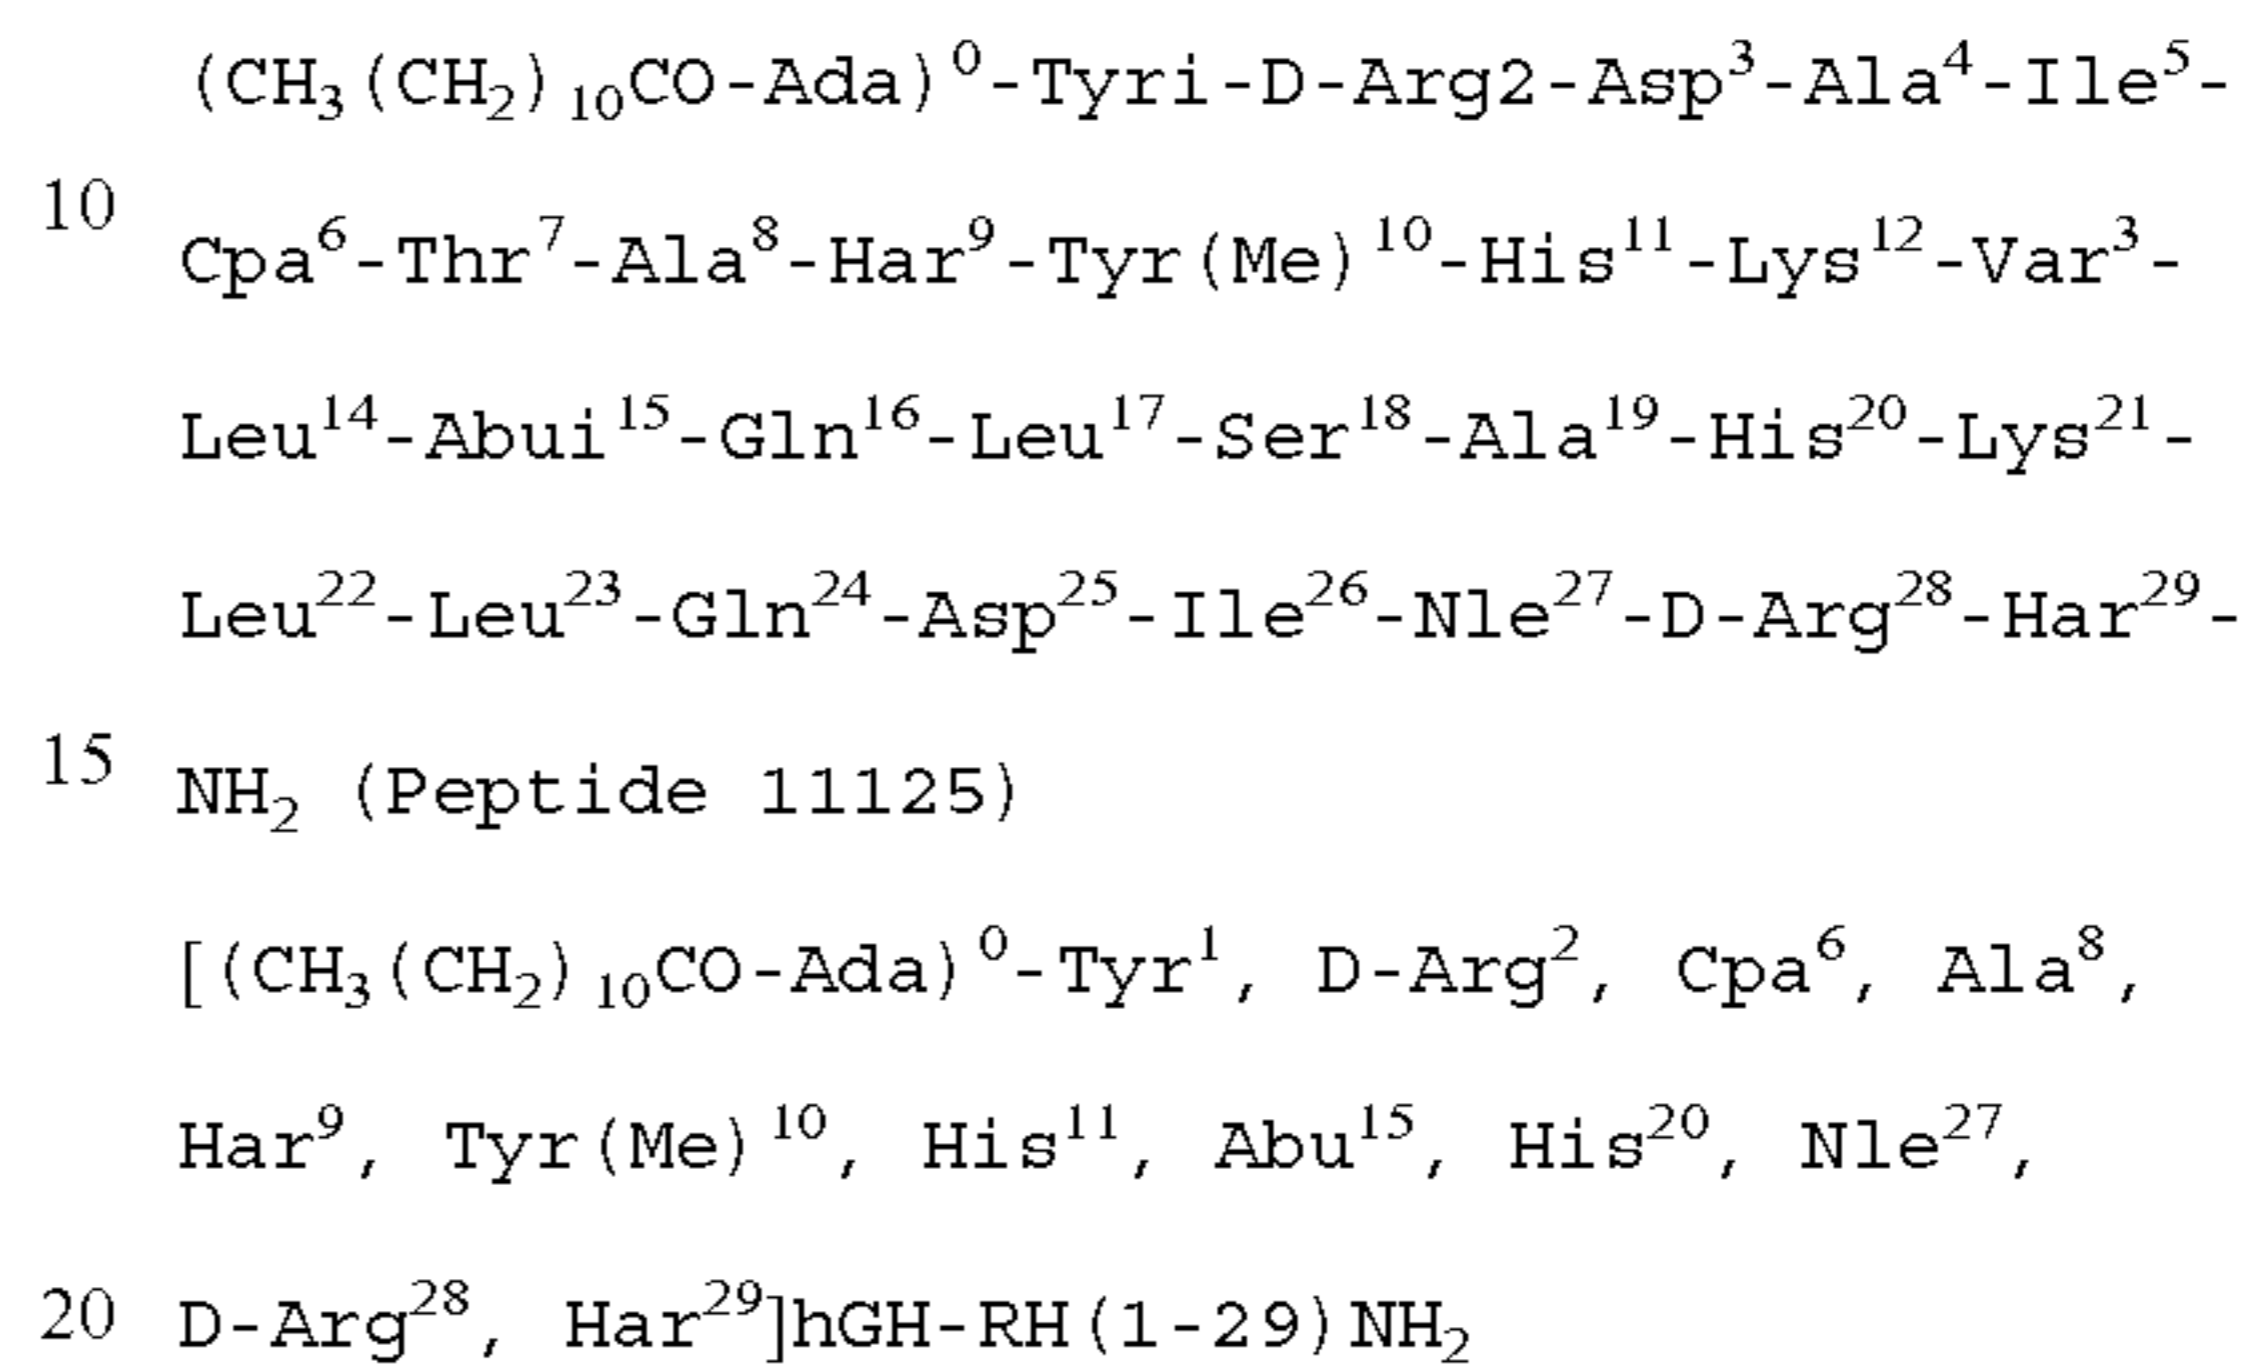 (CH₃(CH₂)₁₀CO-Ada)⁰-Tyri-D-Arg2-Asp³-Ala⁴-Ile⁵-
10 Cpa⁶-Thr⁷-Ala⁸-Har⁹-Tyr(Me)¹⁰-His¹¹-Lys¹²-Var³-
Leu¹⁴-Abui¹⁵-Gln¹⁶-Leu¹⁷-Ser¹⁸-Ala¹⁹-His²⁰-Lys²¹-
Leu²²-Leu²³-Gln²⁴-Asp²⁵-Ile²⁶-Nle²⁷-D-Arg²⁸-Har²⁹-
15 NH₂ (Peptide 11125)
[(CH₃(CH₂)₁₀CO-Ada)⁰-Tyr¹, D-Arg², Cpa⁶, Ala⁸,
Har⁹, Tyr(Me)¹⁰, His¹¹, Abu¹⁵, His²⁰, Nle²⁷,
20 D-Arg²⁸, Har²⁹]hGH-RH(1-29)NH₂